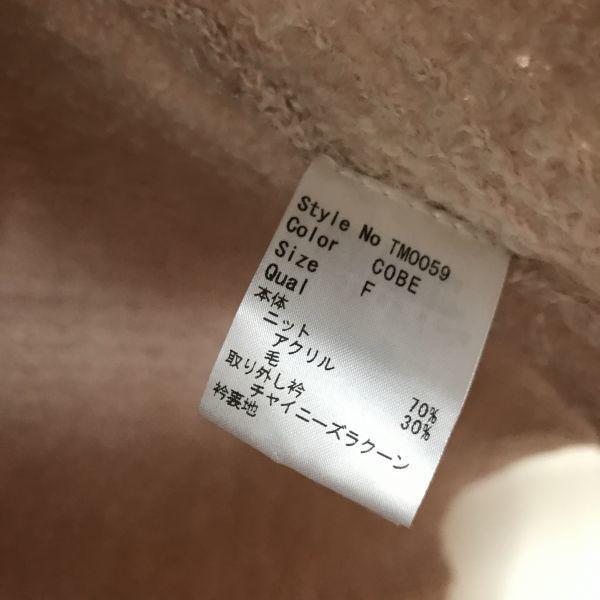 Style No TM0059
Color COBE
Size F
Qual
本体
ニット
アクリル 70%
毛 30%
取り外し衿
チャイニーズラクーン
衿裏地